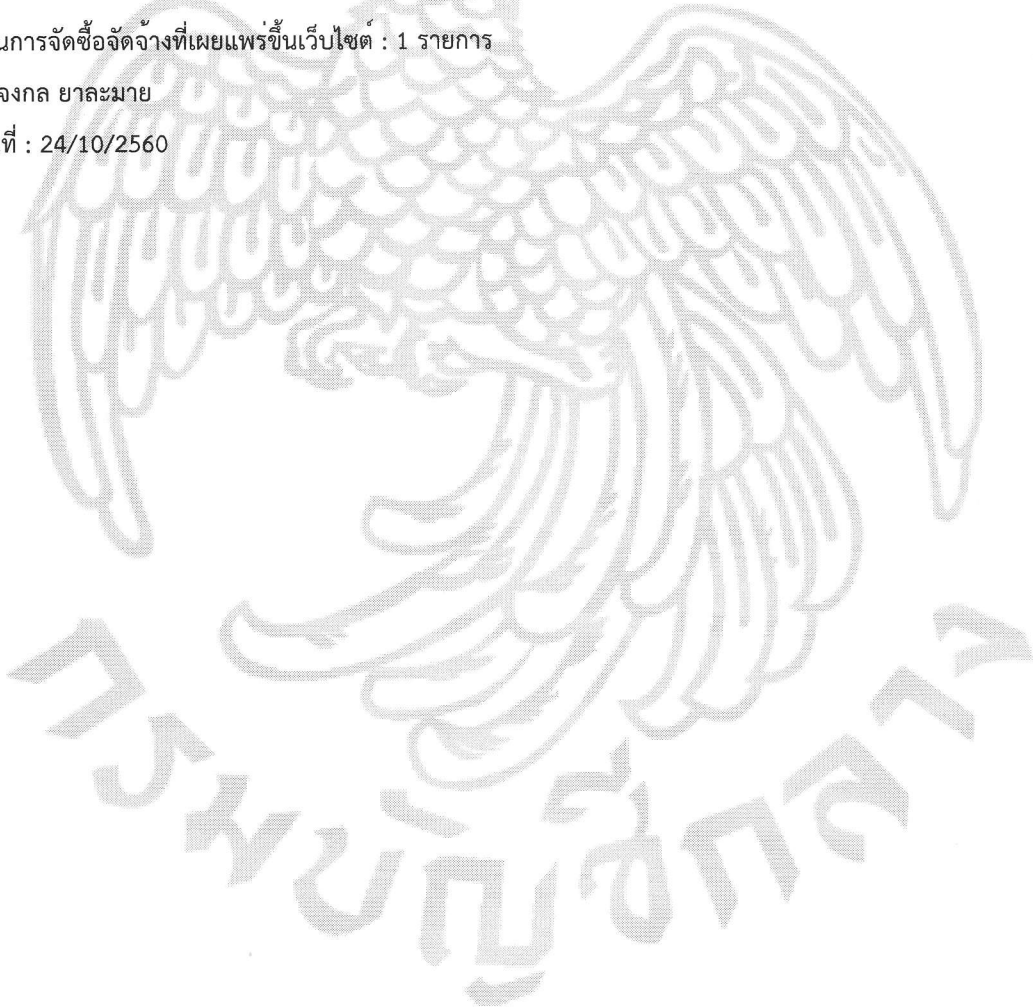 นการจัดซื้อจัดจ้างที่เผยแพร่ขึ้นเว็บไซต์ : 1 รายการ
จงกล ยาละมาย
ที่ : 24/10/2560
กรมบัญชีกลาง